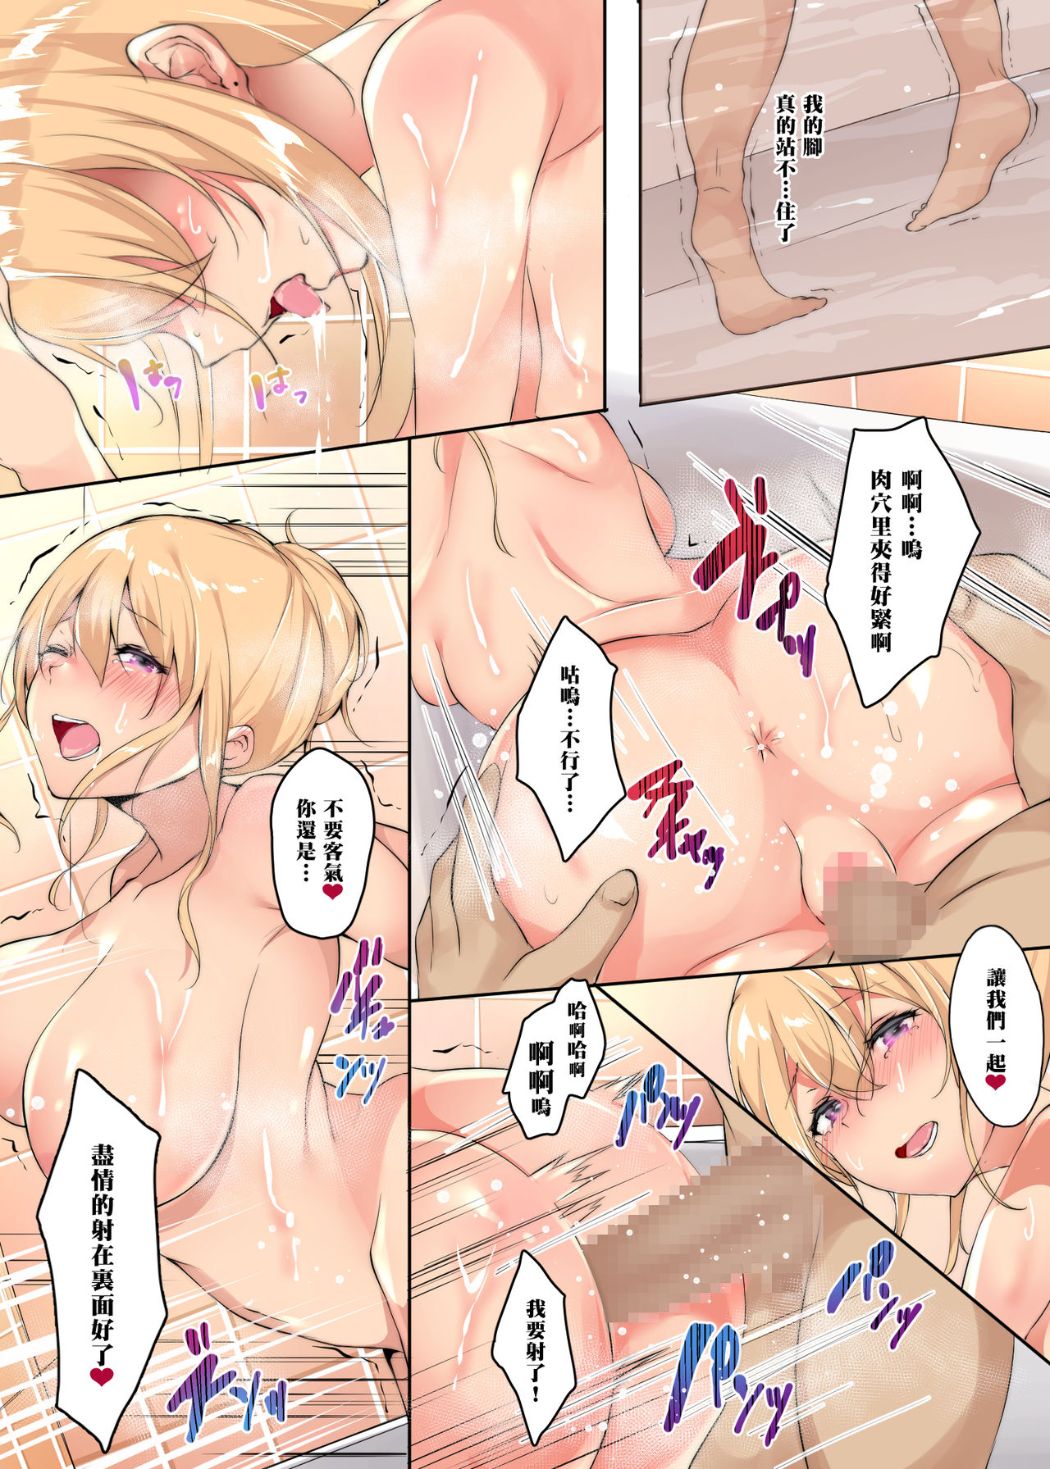 我的腳
真的站不…住了
はっ
はっ
啊啊…嗚
肉穴里夾得好緊啊
咕嗚…不行了…
不要客氣❤
你還是…
盡情的射在裏面好了❤
讓我們一起❤
哈啊哈啊
啊啊嗚
我要射了!
パンッ
パンッ